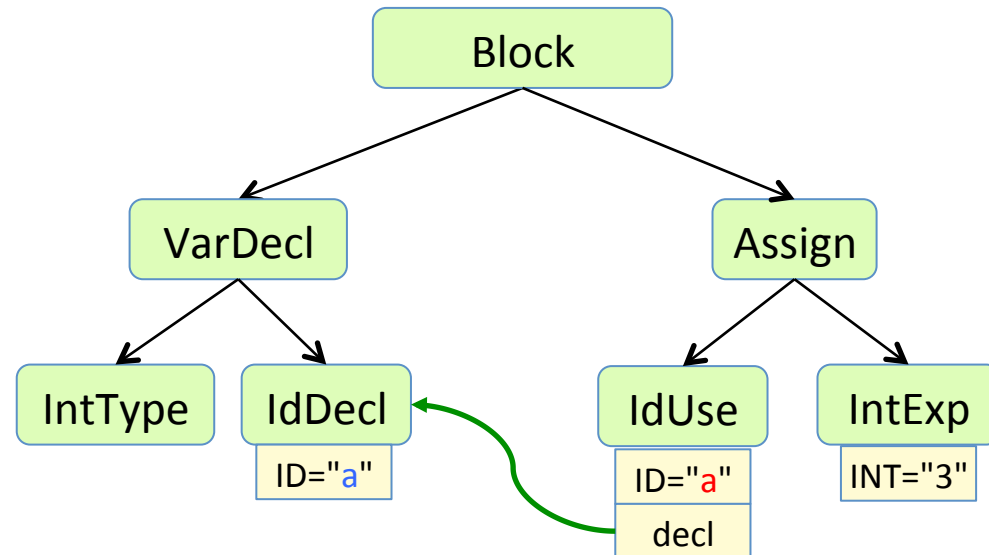 Block
VarDecl
Assign
IntType
IdDecl
IdUse
IntExp
ID="a"
ID="a"
INT="3"
decl